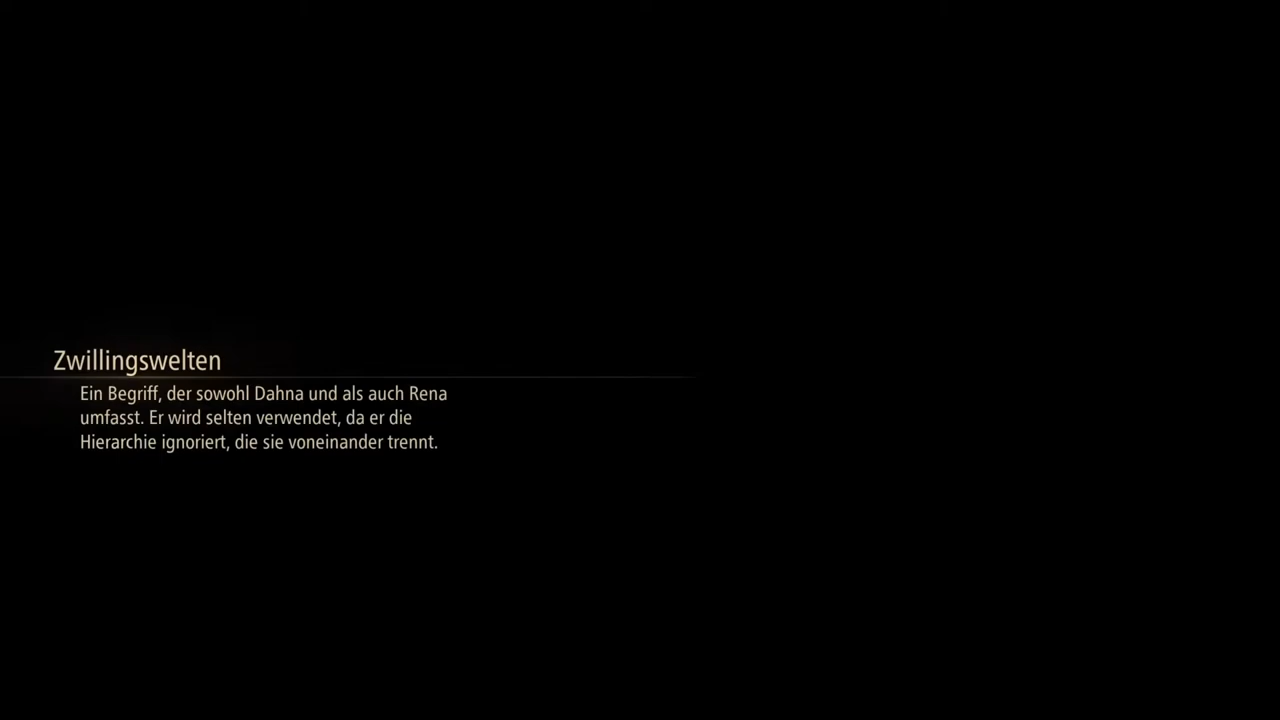 Zwillingswelten
Ein Begriff, der sowohl Dahna und als auch Rena
umfasst. Er wird selten verwendet, da er die
Hierarchie ignoriert, die sie voneinander trennt.